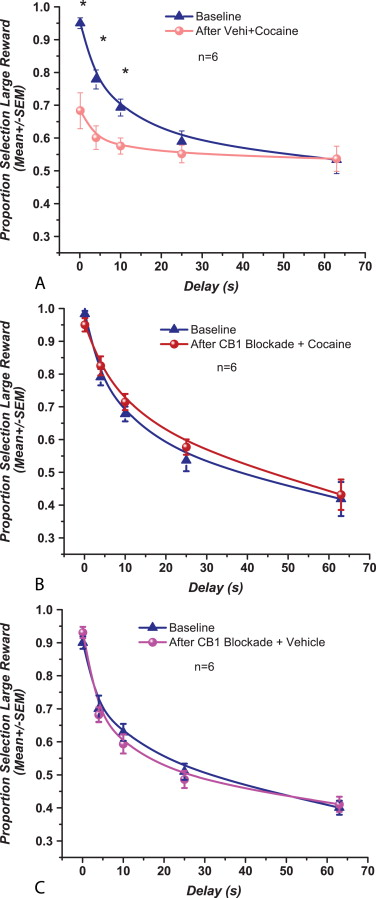 Proportion Selection Large Reward
(Mean+/-SEM)
1.0
0.9
0.8
0.7
0.6
0.5
0.4
0.3
* * *
Baseline
After Vehi+Cocaine
n=6
0 10 20 30 40 50 60 70
Delay (s)
A
Proportion Selection Large Reward
(Mean+/-SEM)
1.0
0.9
0.8
0.7
0.6
0.5
0.4
0.3
Baseline
After CB1 Blockade + Cocaine
n=6
0 10 20 30 40 50 60 70
Delay (s)
B
Proportion Selection Large Reward
(Mean+/-SEM)
1.0
0.9
0.8
0.7
0.6
0.5
0.4
0.3
Baseline
After CB1 Blockade + Vehicle
n=6
0 10 20 30 40 50 60 70
Delay (s)
C